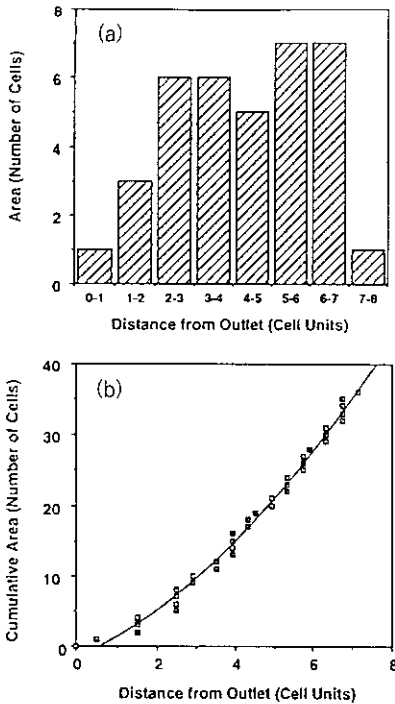 (a)
Area (Number of Cells)
8
6
4
2
0
0-1 1-2 2-3 3-4 4-5 5-6 6-7 7-8
Distance from Outlet (Cell Units)
(b)
Cumulative Area (Number of Cells)
40
30
20
10
0
0 2 4 6 8
Distance from Outlet (Cell Units)